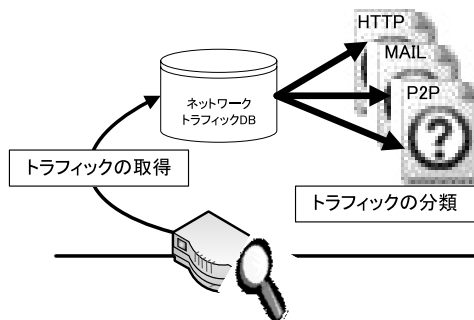 HTTP
MAIL
P2P
ネットワーク
トラフィックDB
トラフィックの取得
トラフィックの分類